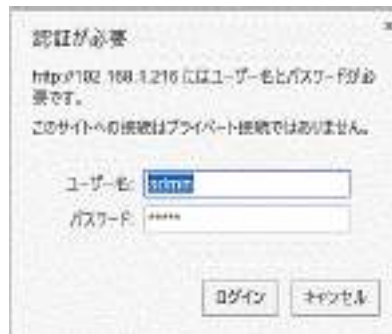 認証が必要
http://192.168.1.216 にはユーザー名とパスワードが必
要です。
このサイトへの接続はプライベート接続ではありません。
ユーザー名: admin
パスワード: *****
ログイン キャンセル